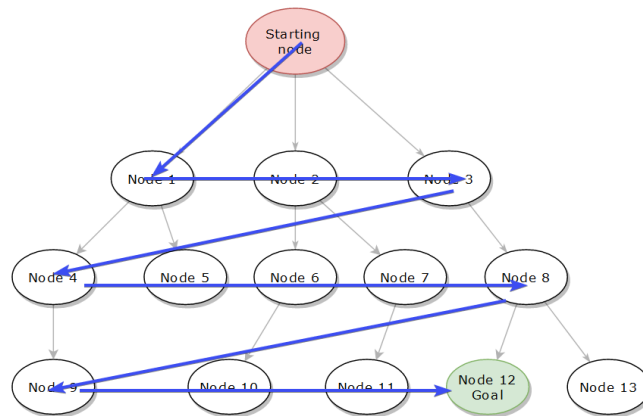 Starting
node
Node 1
Node 2
Node 3
Node 4
Node 5
Node 6
Node 7
Node 8
Node 9
Node 10
Node 11
Node 12
Goal
Node 13